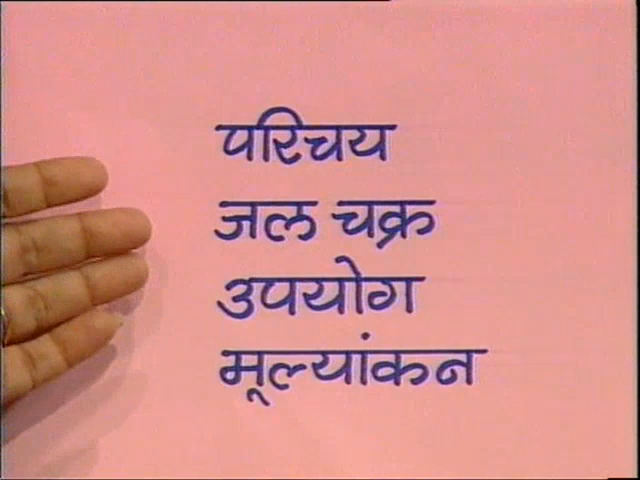 परिचय
जल चक्र
उपयोग
मूल्यांकन